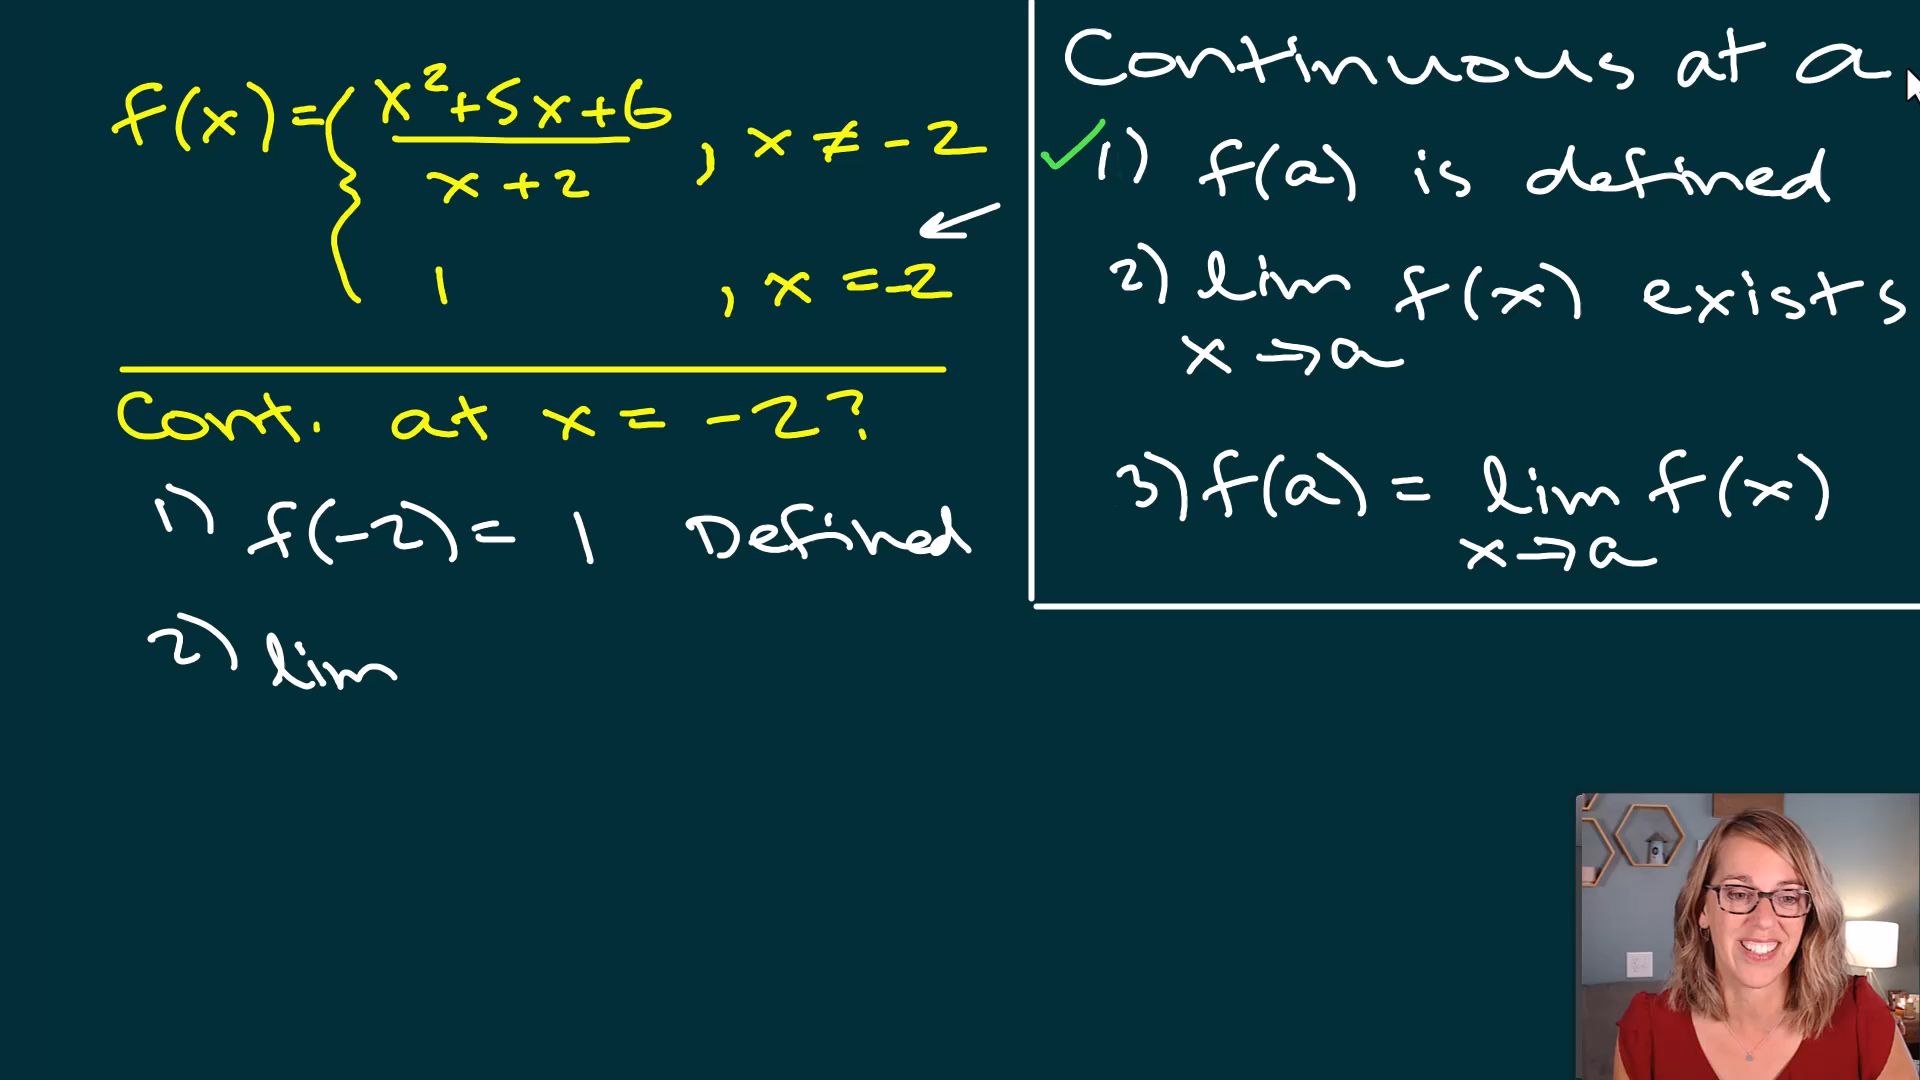 f(x)={ x²+5x+6
x+2 , x ≠ -2
1 , x = -2
Cont. at x = -2?
1) f(-2) = 1 Defined
2) lim
Continuous at a
✓1) f(a) is defined
2) lim f(x) exists
x→a
3) f(a) = lim f(x)
x→a